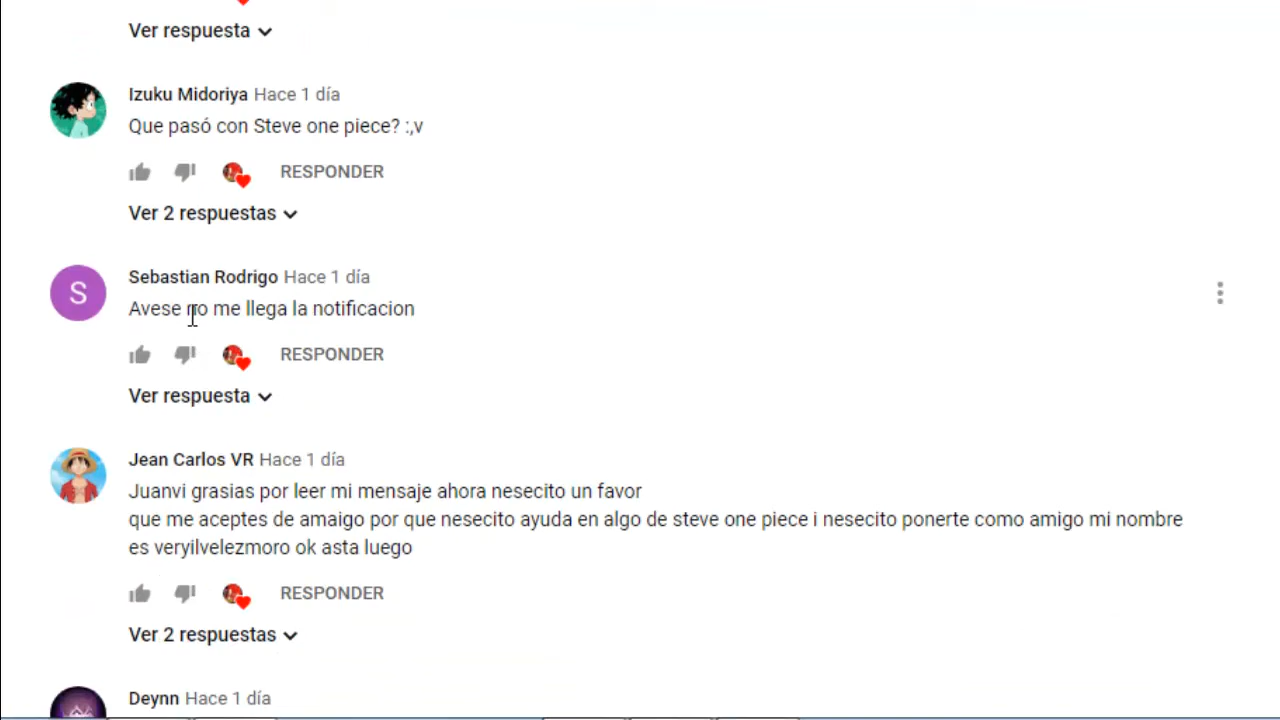 Ver respuesta
Izuku Midoriya Hace 1 día
Que pasó con Steve one piece? :,v
RESPONDER
Ver 2 respuestas
S
Sebastian Rodrigo Hace 1 día
Avese no me llega la notificacion
RESPONDER
Ver respuesta
Jean Carlos VR Hace 1 día
Juanvi grasias por leer mi mensaje ahora nesecito un favor
que me aceptes de amaigo por que nesecito ayuda en algo de steve one piece i nesecito ponerte como amigo mi nombre
es veryilvelezmoro ok asta luego
RESPONDER
Ver 2 respuestas
Deynn Hace 1 día